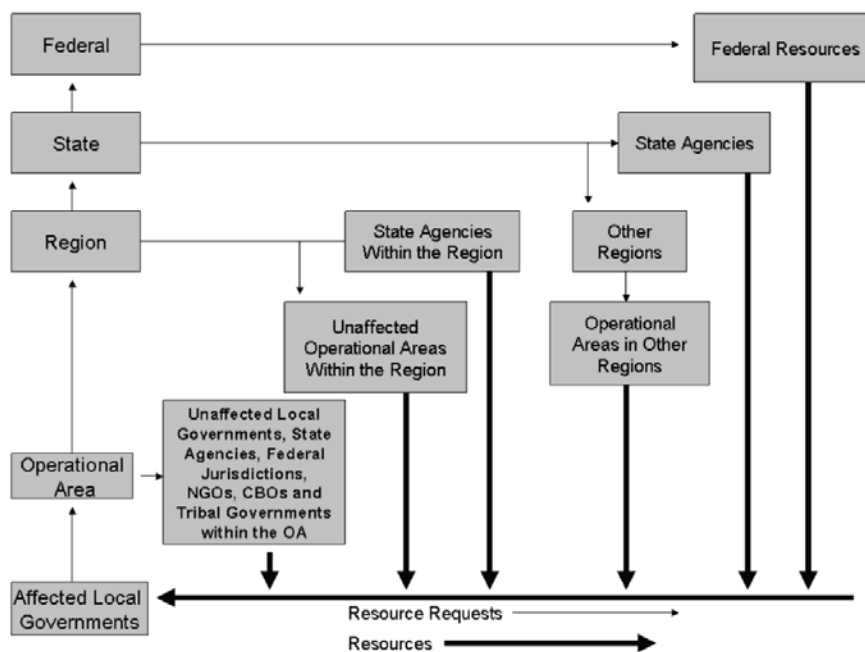 Federal
Federal Resources
State
State Agencies
Region
State Agencies
Within the Region
Other
Regions
Unaffected
Operational Areas
Within the Region
Operational
Areas in Other
Regions
Operational
Area
Unaffected Local
Governments, State
Agencies, Federal
Jurisdictions,
NGOs, CBOs and
Tribal Governments
within the OA
Affected Local
Governments
Resource Requests
Resources